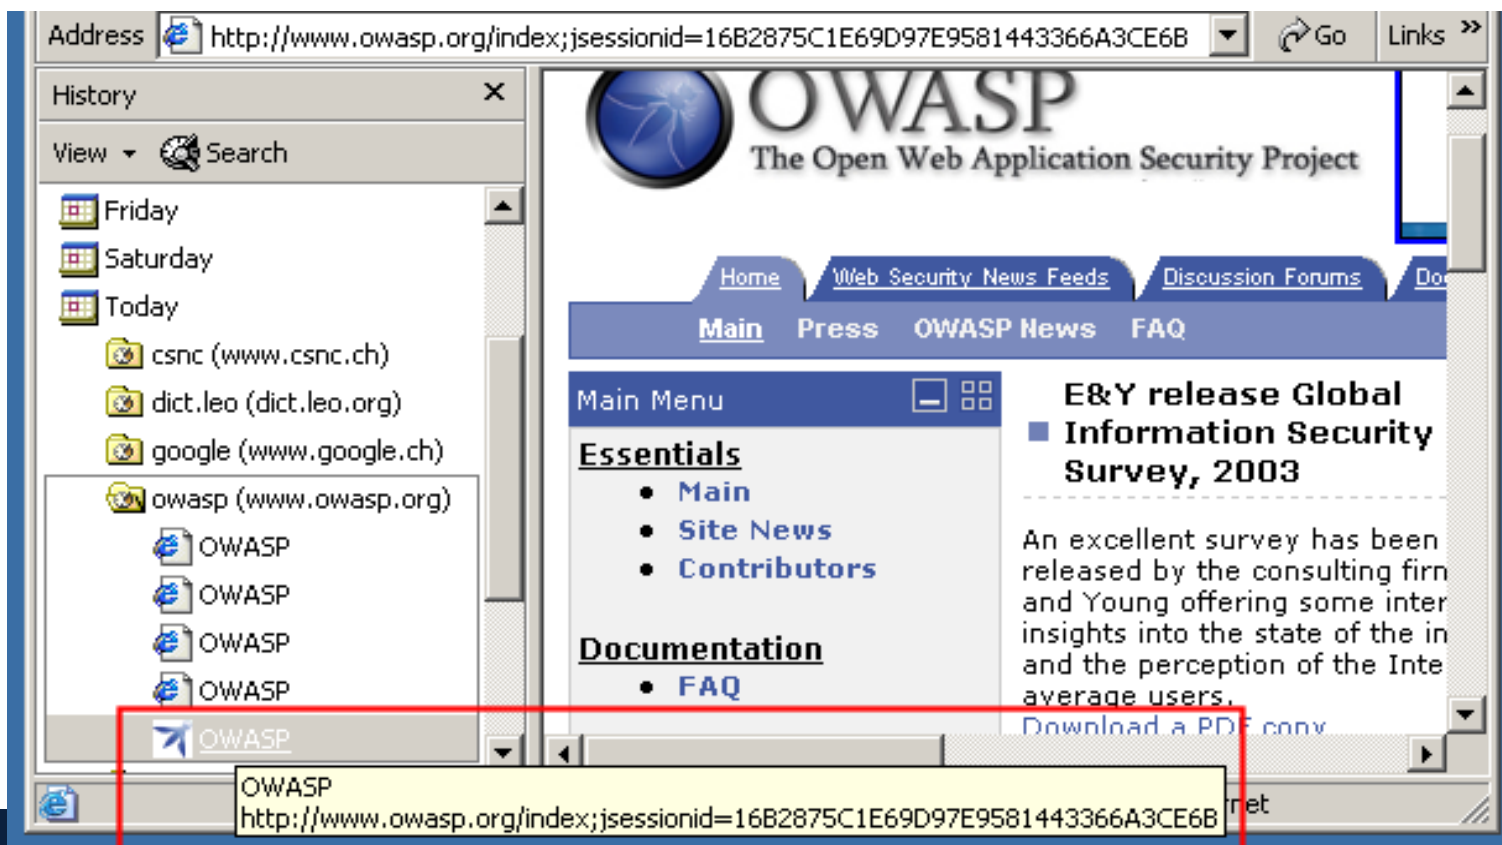 Address http://www.owasp.org/index;jsessionid=16B2875C1E69D97E9581443366A3CE6B Go Links »
History
View Search
Friday
Saturday
Today
csnc (www.csnc.ch)
dict.leo (dict.leo.org)
google (www.google.ch)
owasp (www.owasp.org)
OWASP
OWASP
OWASP
OWASP
OWASP
OWASP
The Open Web Application Security Project
Home Web Security News Feeds Discussion Forums
Main Press OWASP News FAQ
Main Menu
Essentials
Main
Site News
Contributors
Documentation
FAQ
E&Y release Global
Information Security
Survey, 2003
An excellent survey has been
released by the consulting
and Young offering some
insights into the state of the
and the perception of the
average users.
Download a PDF copy
OWASP
http://www.owasp.org/index;jsessionid=16B2875C1E69D97E9581443366A3CE6B